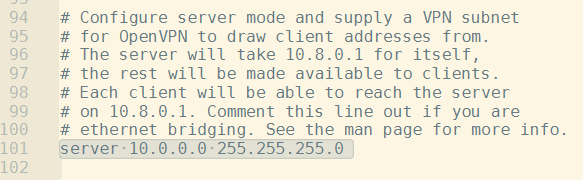 94 # Configure server mode and supply a VPN subnet
95 # for OpenVPN to draw client addresses from.
96 # The server will take 10.8.0.1 for itself,
97 # the rest will be made available to clients.
98 # Each client will be able to reach the server
99 # on 10.8.0.1. Comment this line out if you are
100 # ethernet bridging. See the man page for more info.
101 server·10.0.0.0·255.255.255.0
102